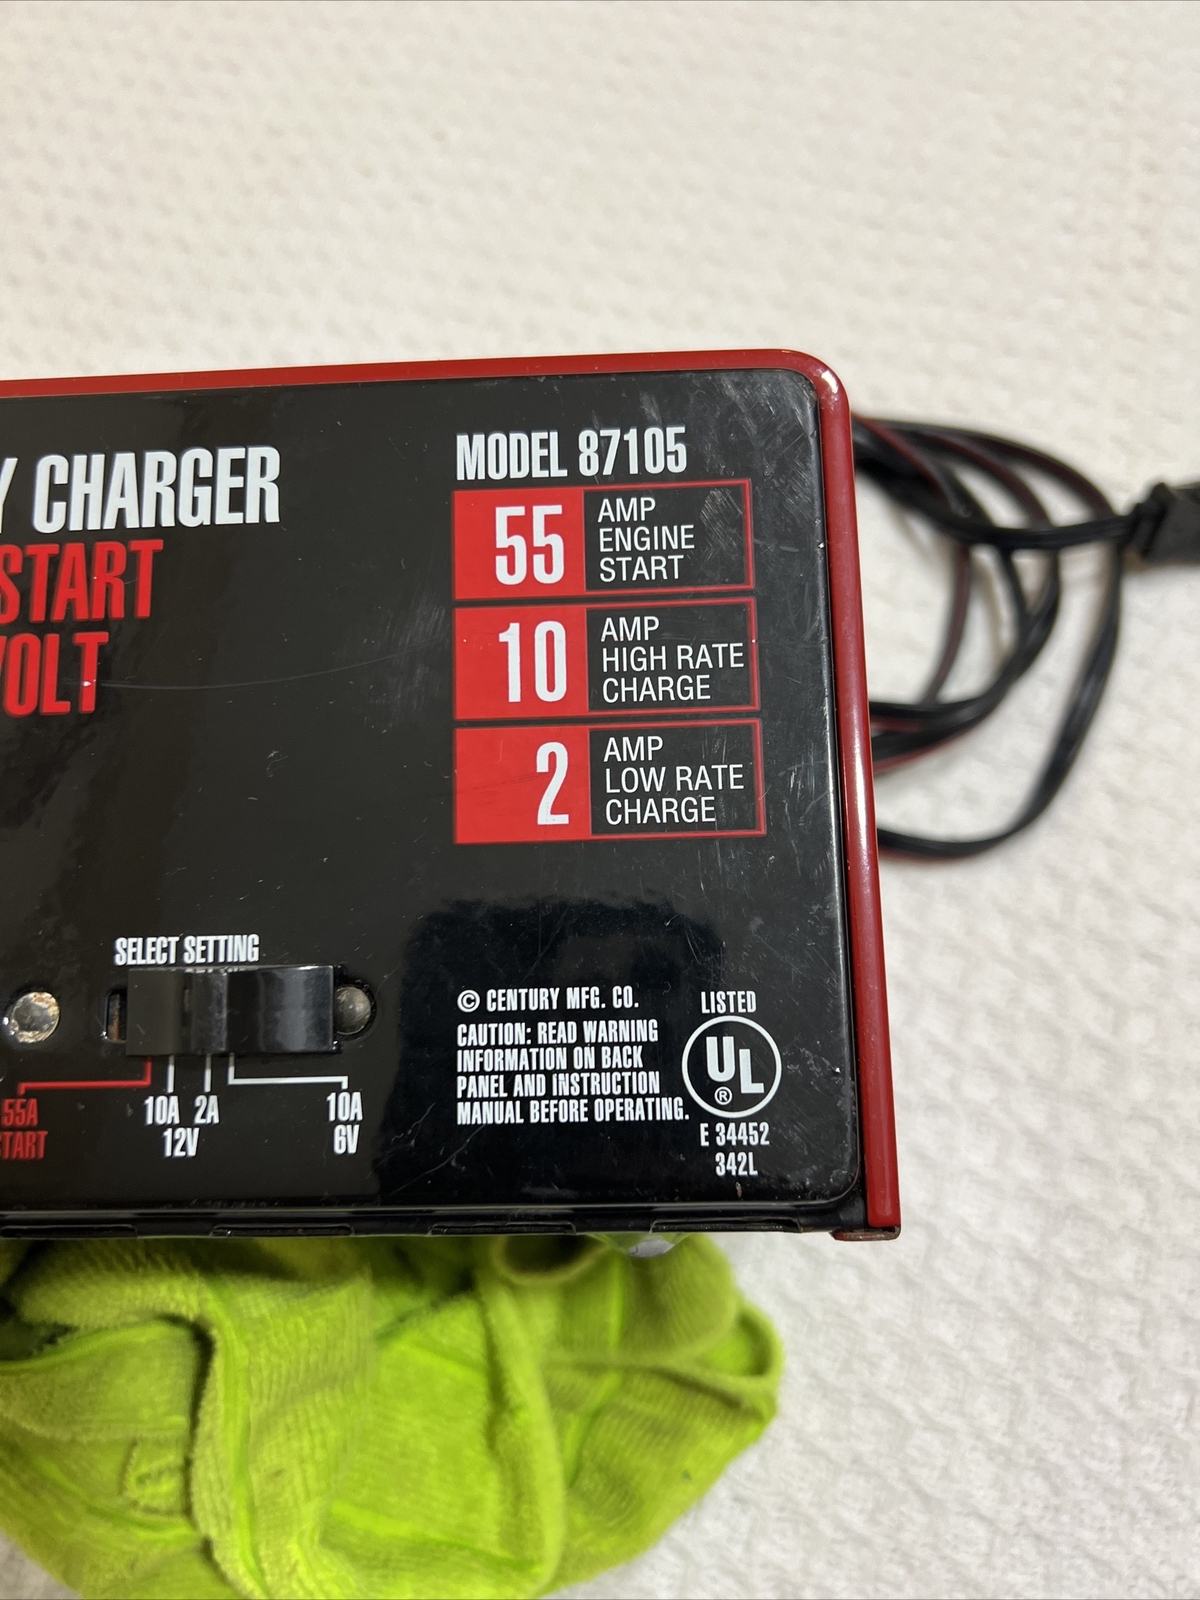 Y CHARGER
START
VOLT
MODEL 87105
55
AMP
ENGINE
START
10
AMP
HIGH RATE
CHARGE
2
AMP
LOW RATE
CHARGE
SELECT SETTING
55A
START
10A 2A
12V
10A
6V
© CENTURY MFG. CO.
CAUTION: READ WARNING
INFORMATION ON BACK
PANEL AND INSTRUCTION
MANUAL BEFORE OPERATING.
LISTED
UL
®
E 34452
342L